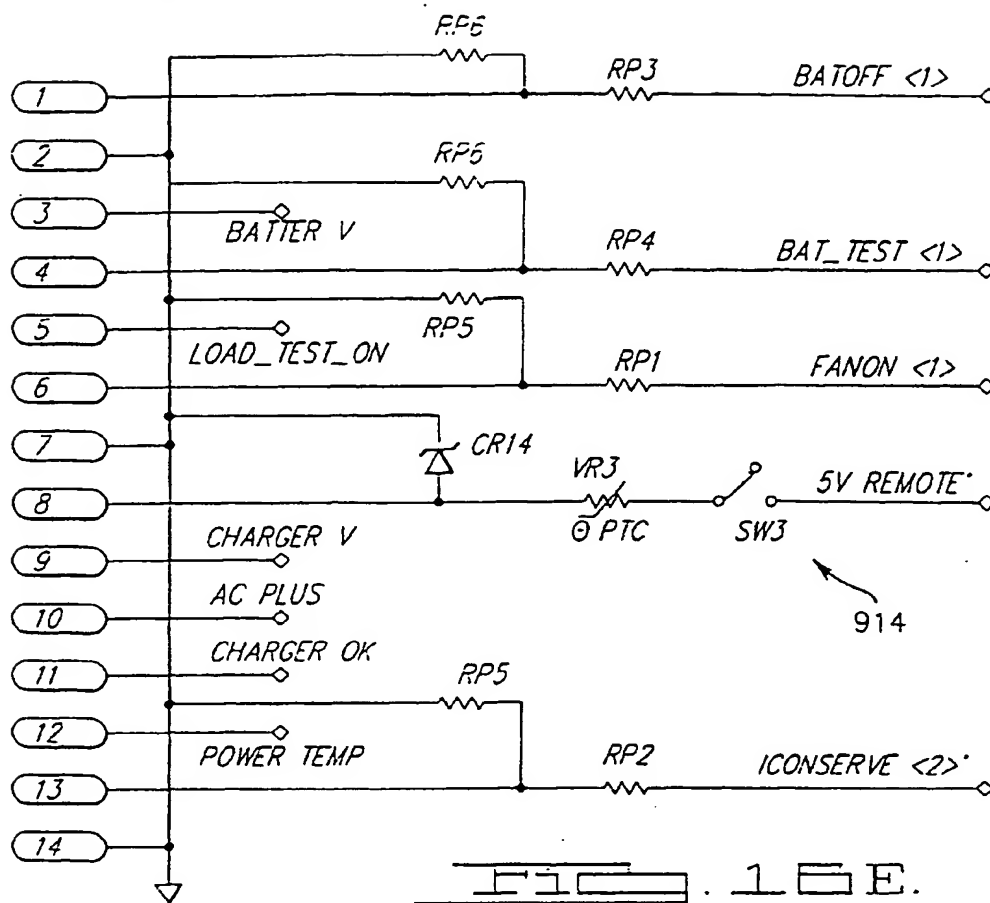 RP6
1
RP3
BATOFF <1>
2
RP6
3
BATTER V
4
RP4
BAT_TEST <1>
5
RP5
LOAD_TEST_ON
6
RP1
FANON <1>
7
CR14
8
VR3
5V REMOTE*
Θ PTC
SW3
9
CHARGER V
10
AC PLUS
914
11
CHARGER OK
RP5
12
POWER TEMP
13
RP2
ICONSERVE <2>*
14
FIG. 16E.